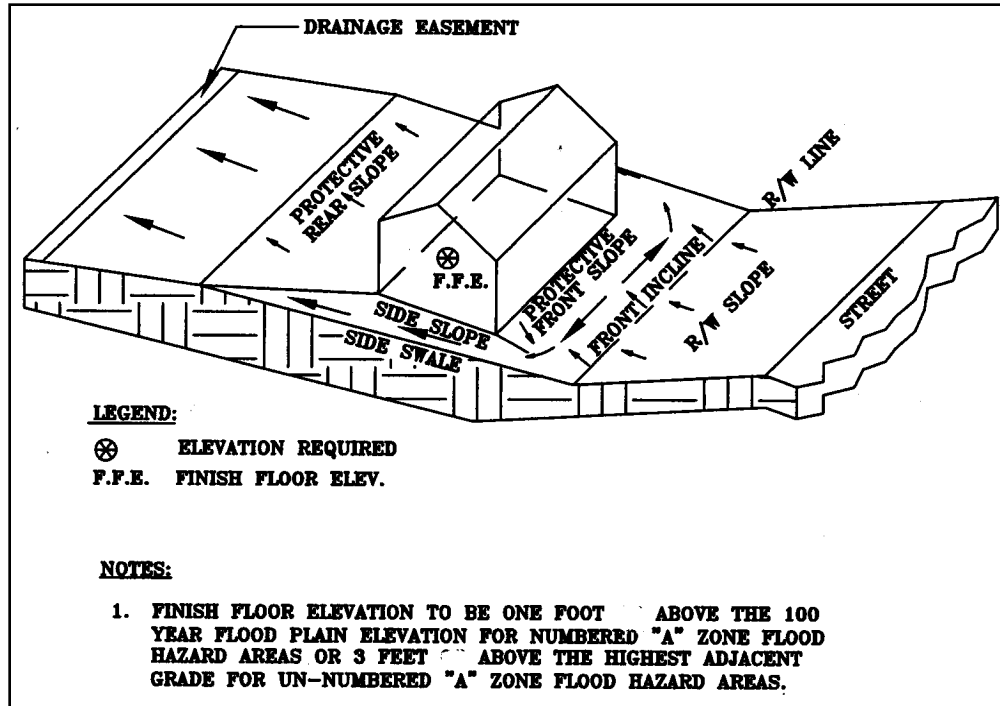 DRAINAGE EASEMENT
R/W LINE
PROTECTIVE
REAR SLOPE
F.F.E.
PROTECTIVE
FRONT SLOPE
FRONT INCLINE
R/W SLOPE
STREET
SIDE SLOPE
SIDE SWALE
LEGEND:
ELEVATION REQUIRED
F.F.E. FINISH FLOOR ELEV.
NOTES:
1. FINISH FLOOR ELEVATION TO BE ONE FOOT ABOVE THE 100
YEAR FLOOD PLAIN ELEVATION FOR NUMBERED "A" ZONE FLOOD
HAZARD AREAS OR 3 FEET ABOVE THE HIGHEST ADJACENT
GRADE FOR UN-NUMBERED "A" ZONE FLOOD HAZARD AREAS.